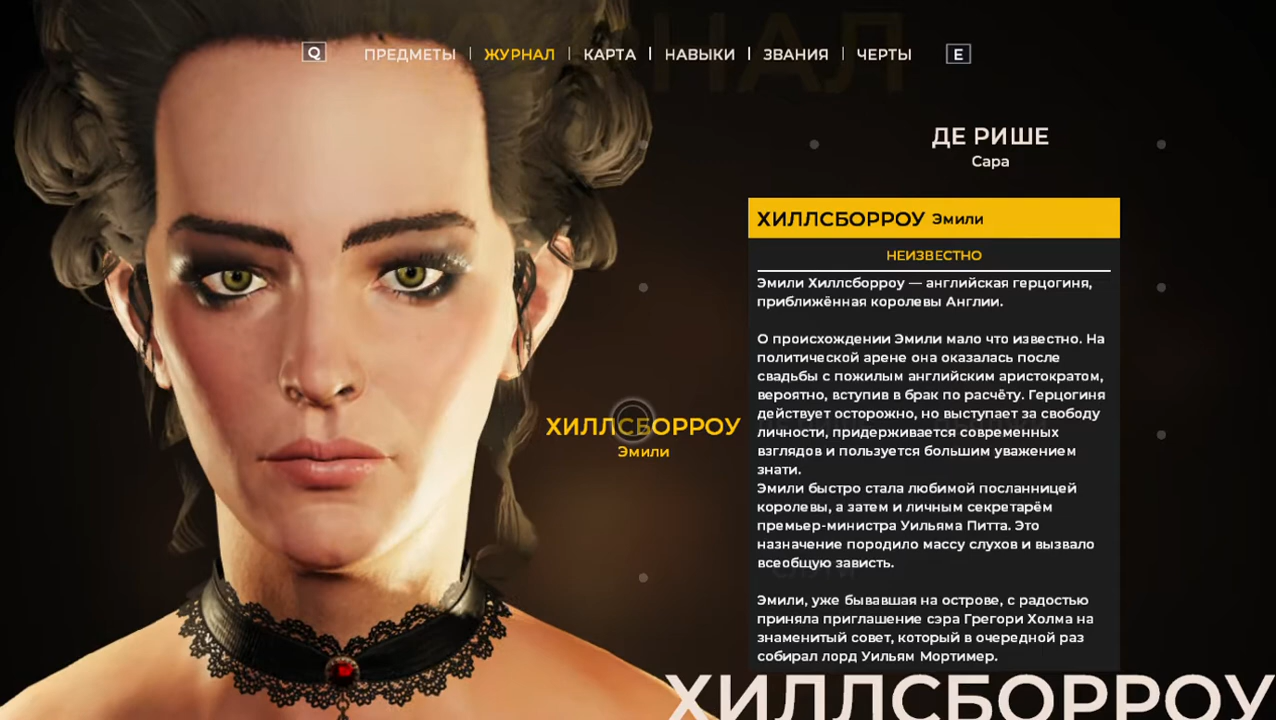 Q ПРЕДМЕТЫ ЖУРНАЛ КАРТА НАВЫКИ ЗВАНИЯ ЧЕРТЫ E
ДЕ РИШЕ
Сара
ХИЛЛСБОРРОУ Эмили
НЕИЗВЕСТНО
Эмили Хиллсборроу — английская герцогиня,
приближённая королевы Англии.
О происхождении Эмили мало что известно. На
политической арене она оказалась после
свадьбы с пожилым английским аристократом,
вероятно, вступив в брак по расчёту. Герцогиня
действует осторожно, но выступает за свободу
личности, придерживается современных
взглядов и пользуется большим уважением
знати.
Эмили быстро стала любимой посланницей
королевы, а затем и личным секретарём
премьер-министра Уильяма Питта. Это
назначение породило массу слухов и вызвало
всеобщую зависть.
Эмили, уже бывавшая на острове, с радостью
приняла приглашение сэра Грегори Холма на
знаменитый совет, который в очередной раз
собирал лорд Уильям Мортимер.
ХИЛЛСБОРРОУ
Эмили
ХИЛЛСБОРРОУ